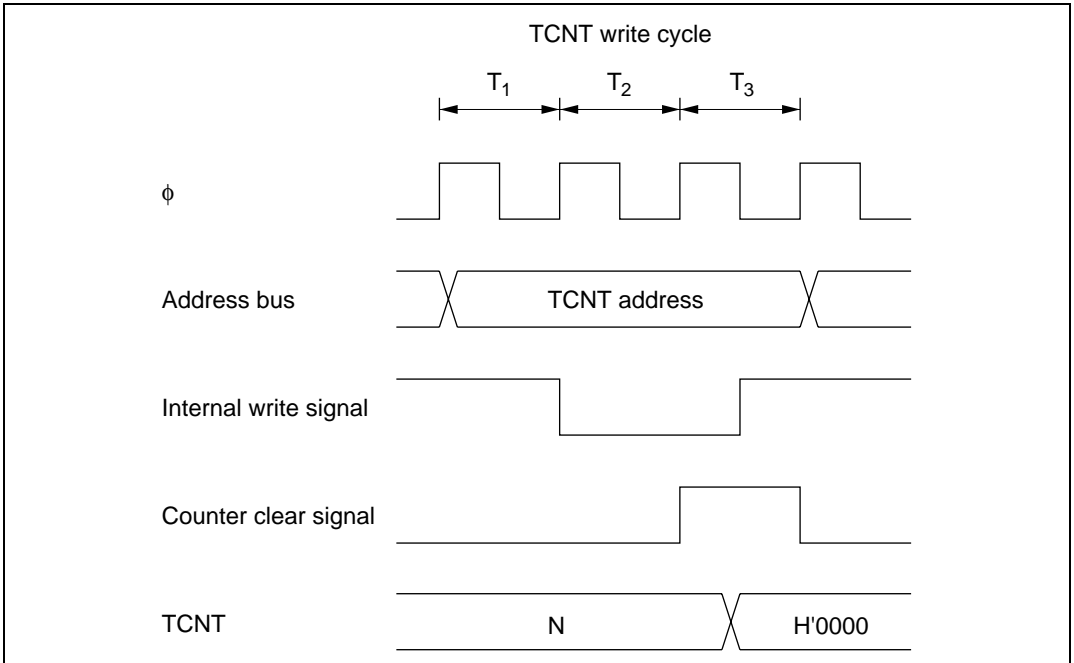 TCNT write cycle
T₁ T₂ T₃
ϕ
Address bus TCNT address
Internal write signal
Counter clear signal
TCNT N H'0000